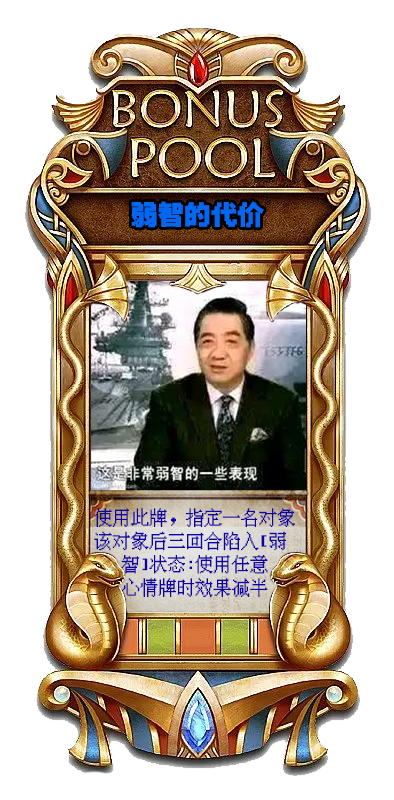 BONUS
POOL
弱智的代价
这是非常弱智的一些表现
使用此牌，指定一名对象
该对象后三回合陷入[弱
智]状态:使用任意
心情牌时效果减半